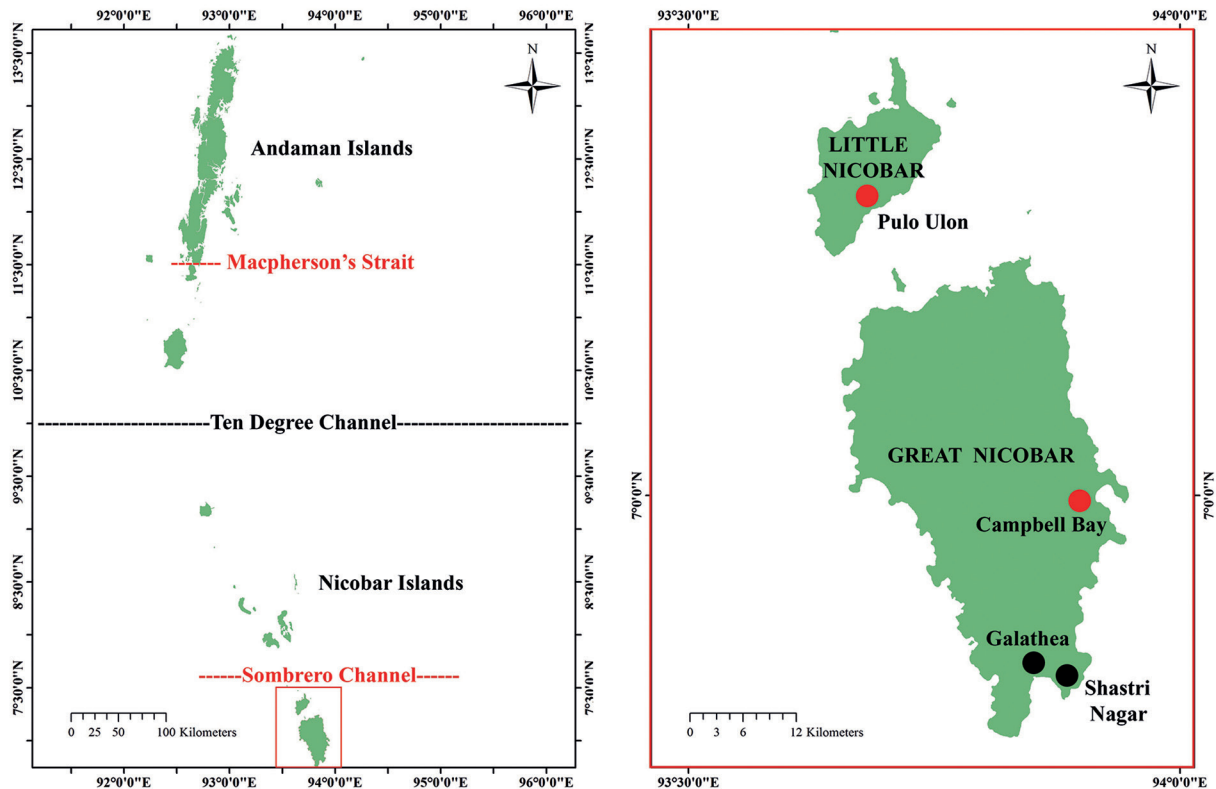 92°0'0"E 93°0'0"E 94°0'0"E 95°0'0"E 96°0'0"E
13°30'0"N
12°30'0"N
11°30'0"N
10°30'0"N
9°30'0"N
8°30'0"N
7°30'0"N
N
Andaman Islands
Macpherson's Strait
Ten Degree Channel
Nicobar Islands
Sombrero Channel
0 25 50 100 Kilometers
13°30'0"N
12°30'0"N
11°30'0"N
10°30'0"N
9°30'0"N
8°30'0"N
7°30'0"N
92°0'0"E 93°0'0"E 94°0'0"E 95°0'0"E 96°0'0"E
93°30'0"E 94°0'0"E
N
LITTLE
NICOBAR
Pulo Ulon
7°0'0"N
GREAT NICOBAR
Campbell Bay
Galathea
Shastri
Nagar
0 3 6 12 Kilometers
7°0'0"N
93°30'0"E 94°0'0"E